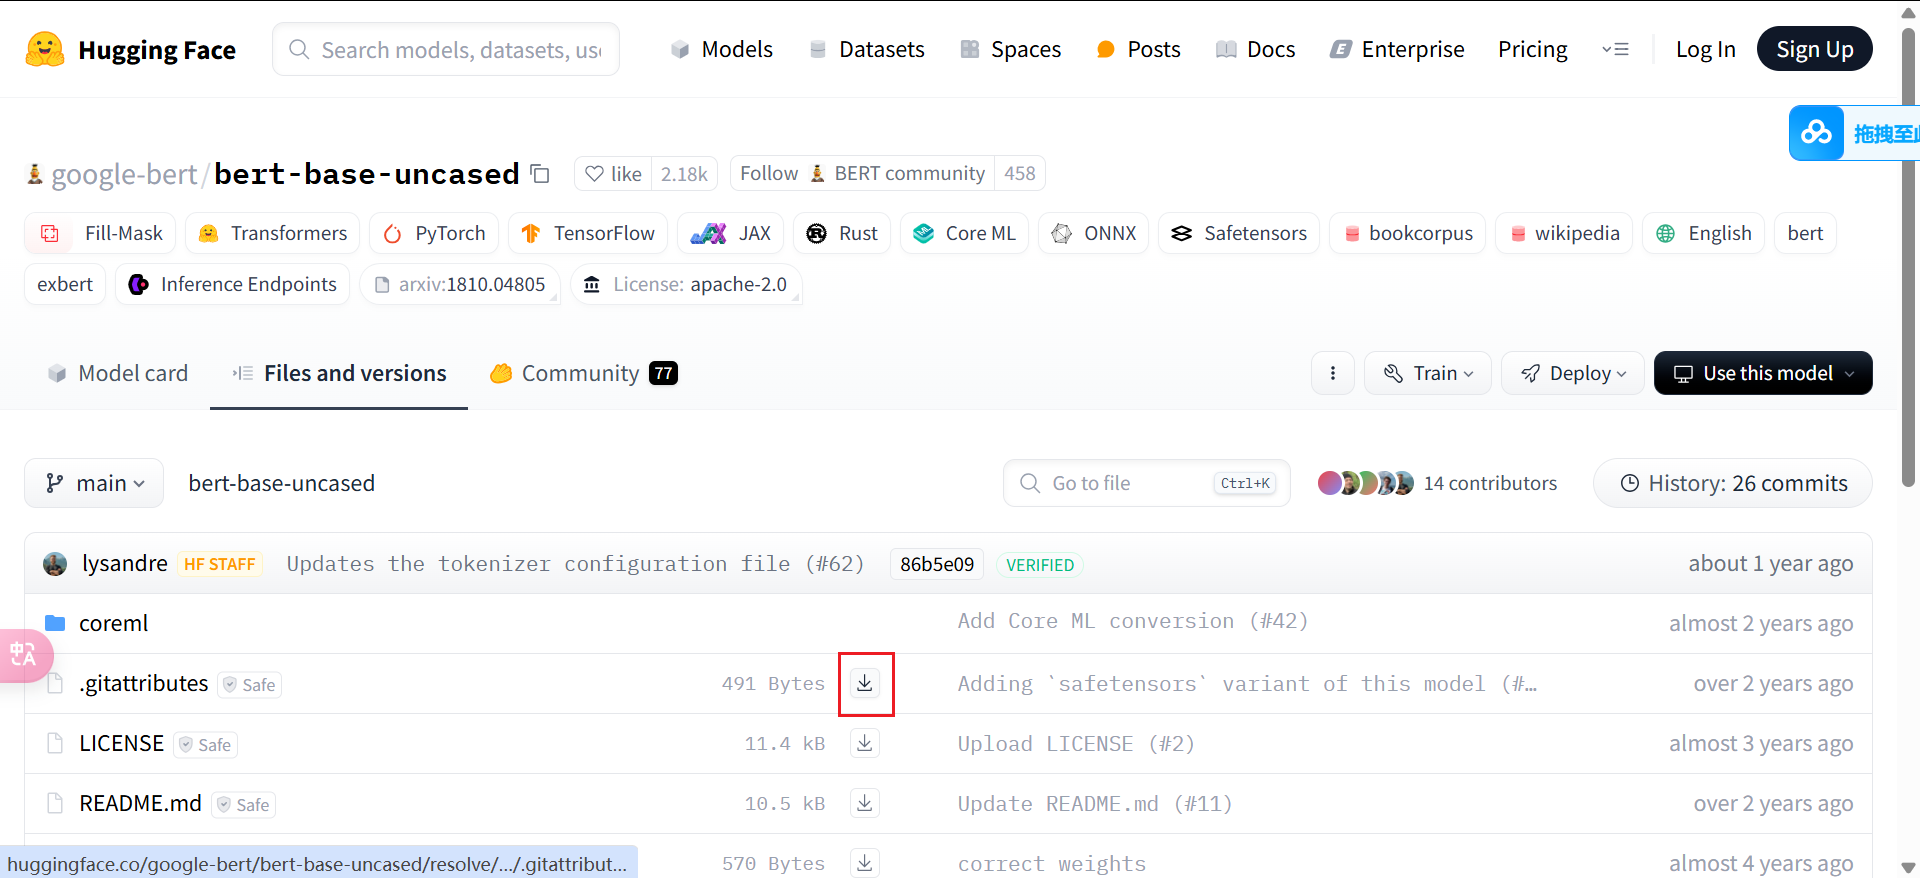 Hugging Face
Search models, datasets, use
Models
Datasets
Spaces
Posts
Docs
Enterprise
Pricing
Log In
Sign Up
拖拽至此
google-bert/bert-base-uncased
like 2.18k
Follow BERT community 458
Fill-Mask
Transformers
PyTorch
TensorFlow
JAX
Rust
Core ML
ONNX
Safetensors
bookcorpus
wikipedia
English
bert
exbert
Inference Endpoints
arxiv:1810.04805
License: apache-2.0
Model card
Files and versions
Community 77
Train
Deploy
Use this model
main
bert-base-uncased
Go to file Ctrl+K
14 contributors
History: 26 commits
lysandre HF STAFF Updates the tokenizer configuration file (#62) 86b5e09 VERIFIED about 1 year ago
coreml Add Core ML conversion (#42) almost 2 years ago
中A
.gitattributes Safe 491 Bytes Adding `safetensors` variant of this model (#… over 2 years ago
LICENSE Safe 11.4 kB Upload LICENSE (#2) almost 3 years ago
README.md Safe 10.5 kB Update README.md (#11) over 2 years ago
570 Bytes correct weights almost 4 years ago
huggingface.co/google-bert/bert-base-uncased/resolve/…/.gitattribut…